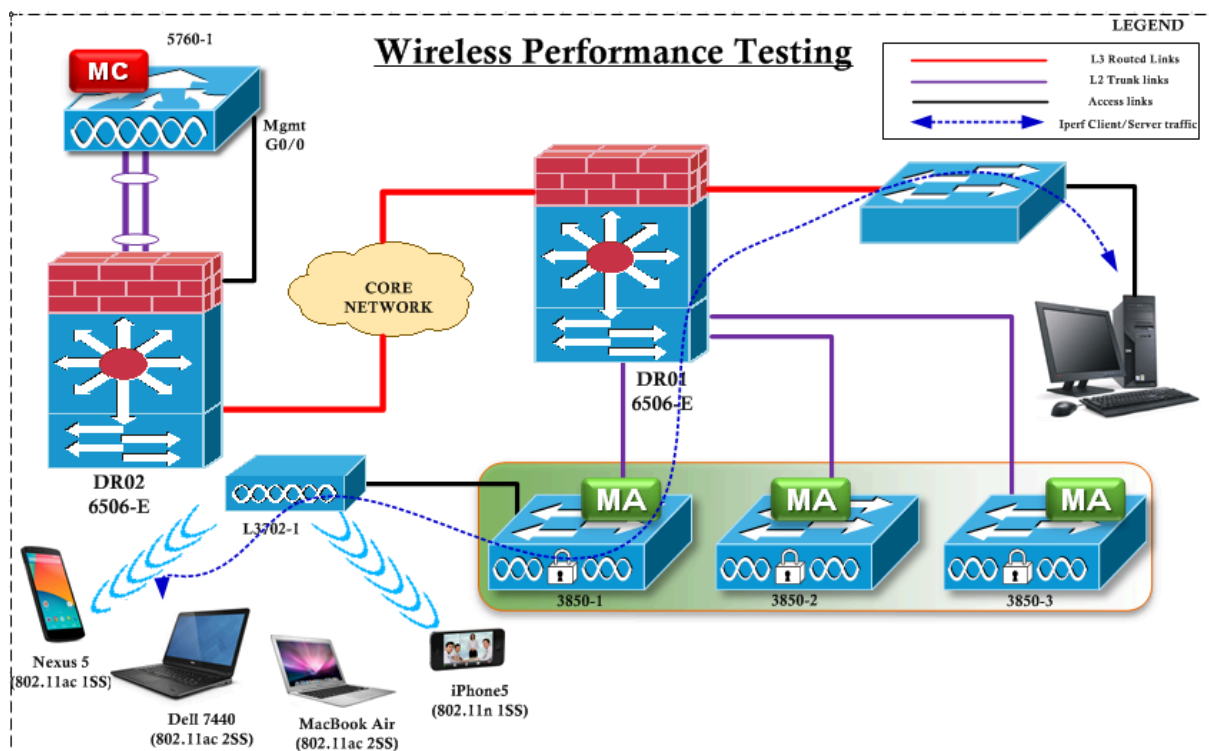 Wireless Performance Testing
5760-1
MC
Mgmt
G0/0
LEGEND
L3 Routed Links
L2 Trunk links
Access links
Iperf Client/Server traffic
CORE
NETWORK
DR01
6506-E
DR02
6506-E
L3702-1
MA
MA
MA
3850-1
3850-2
3850-3
Nexus 5
(802.11ac 1SS)
Dell 7440
(802.11ac 2SS)
MacBook Air
(802.11ac 2SS)
iPhone5
(802.11n 1SS)